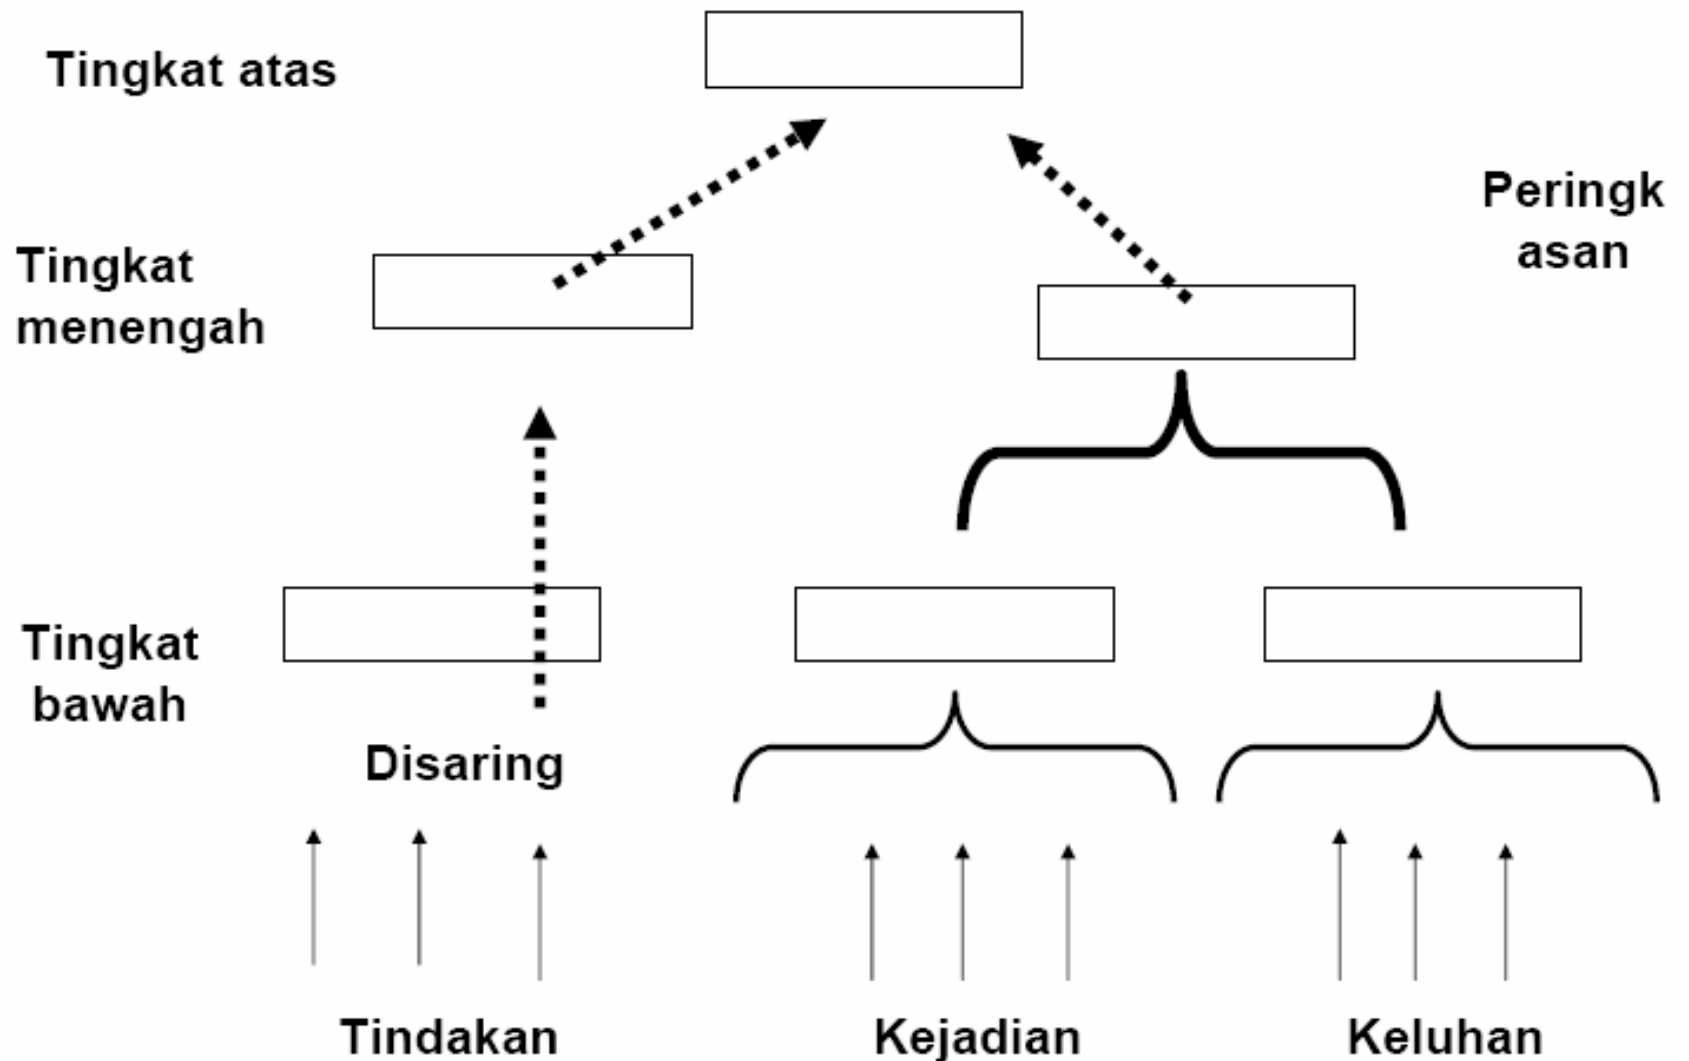 Tingkat atas
Peringk
asan
Tingkat
menengah
Tingkat
bawah
Disaring
Tindakan
Kejadian
Keluhan